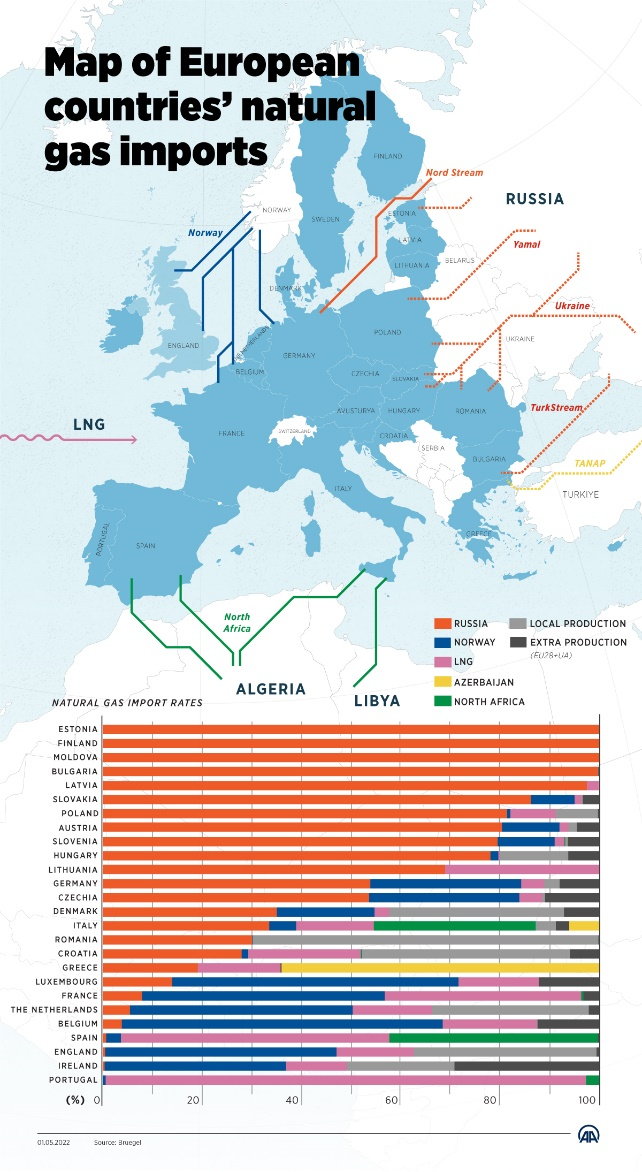 Map of European
countries’ natural
gas imports
FINLAND
Nord Stream
RUSSIA
NORWAY
ESTONIA
SWEDEN
Norway
LATVIA
Yamal
BELARUS
LITHUANIA
DENMARK
Ukraine
POLAND
UKRAINE
ENGLAND
NETHERLANDS
GERMANY
BELGIUM
CZECHIA
SLOVAKIA
AVUSTURYA
HUNGARY
ROMANIA
TurkStream
LNG
FRANCE
SWITZERLAND
CROATIA
SERBIA
BULGARIA
TANAP
ITALY
TURKIYE
PORTUGAL
SPAIN
GREECE
North
Africa
ALGERIA
LIBYA
RUSSIA
LOCAL PRODUCTION
NORWAY
EXTRA PRODUCTION
(EU28+UA)
LNG
AZERBAIJAN
NORTH AFRICA
NATURAL GAS IMPORT RATES
ESTONIA
FINLAND
MOLDOVA
BULGARIA
LATVIA
SLOVAKIA
POLAND
AUSTRIA
SLOVENIA
HUNGARY
LITHUANIA
GERMANY
CZECHIA
DENMARK
ITALY
ROMANIA
CROATIA
GREECE
LUXEMBOURG
FRANCE
THE NETHERLANDS
BELGIUM
SPAIN
ENGLAND
IRELAND
PORTUGAL
(%) 0 20 40 60 80 100
01.05.2022 Source: Bruegel
AA